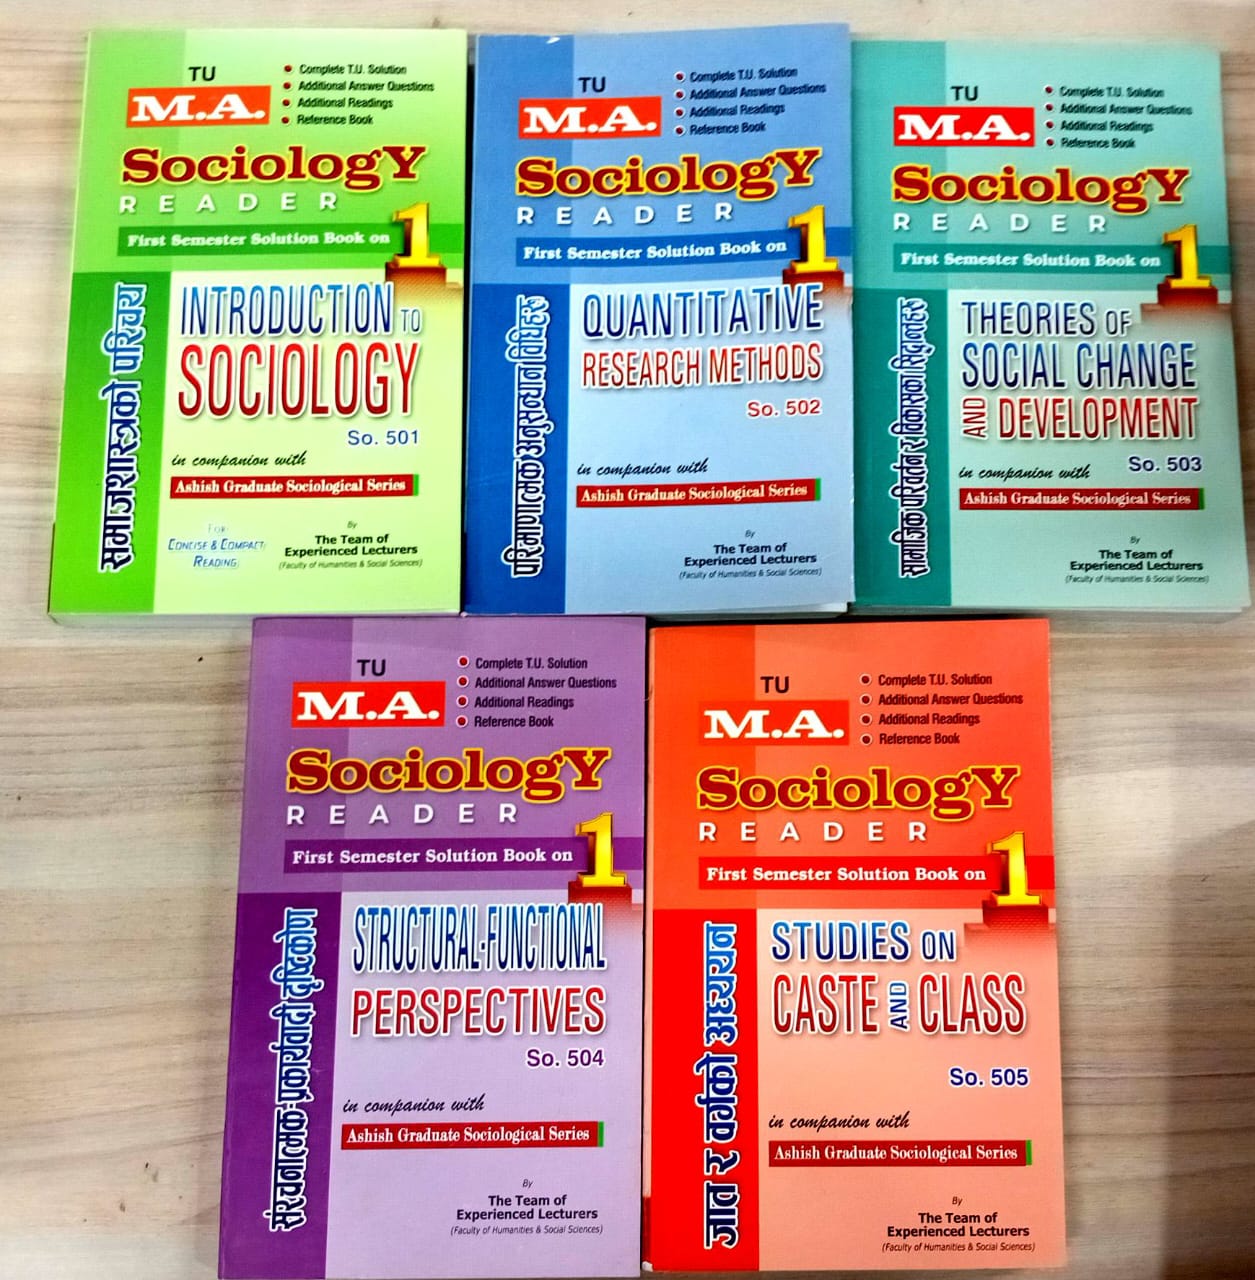 TU
M.A.
Complete T.U. Solution
Additional Answer Questions
Additional Readings
Reference Book
SociologY
READER
First Semester Solution Book on 1
समाजशास्त्रको परिचय
INTRODUCTION TO
SOCIOLOGY
So. 501
in companion with
Ashish Graduate Sociological Series
FOR
CONCISE & COMPACT
READING
By
The Team of
Experienced Lecturers
(Faculty of Humanities & Social Sciences)
TU
M.A.
Complete T.U. Solution
Additional Answer Questions
Additional Readings
Reference Book
SociologY
READER
First Semester Solution Book on 1
परिमाणात्मक अनुसन्धान विधिहरू
QUANTITATIVE
RESEARCH METHODS
So. 502
in companion with
Ashish Graduate Sociological Series
By
The Team of
Experienced Lecturers
(Faculty of Humanities & Social Sciences)
TU
M.A.
Complete T.U. Solution
Additional Answer Questions
Additional Readings
Reference Book
SociologY
READER
First Semester Solution Book on 1
सामाजिक परिवर्तन र विकासका सिद्धान्तहरू
THEORIES OF
SOCIAL CHANGE
AND DEVELOPMENT
So. 503
in companion with
Ashish Graduate Sociological Series
By
The Team of
Experienced Lecturers
(Faculty of Humanities & Social Sciences)
TU
M.A.
Complete T.U. Solution
Additional Answer Questions
Additional Readings
Reference Book
SociologY
READER
First Semester Solution Book on 1
संरचनात्मक-प्रकार्यवादी दृष्टिकोण
STRUCTURAL-FUNCTIONAL
PERSPECTIVES
So. 504
in companion with
Ashish Graduate Sociological Series
By
The Team of
Experienced Lecturers
(Faculty of Humanities & Social Sciences)
TU
M.A.
Complete T.U. Solution
Additional Answer Questions
Additional Readings
Reference Book
SociologY
READER
First Semester Solution Book on 1
जात र वर्गको अध्ययन
STUDIES ON
CASTE AND CLASS
So. 505
in companion with
Ashish Graduate Sociological Series
By
The Team of
Experienced Lecturers
(Faculty of Humanities & Social Sciences)